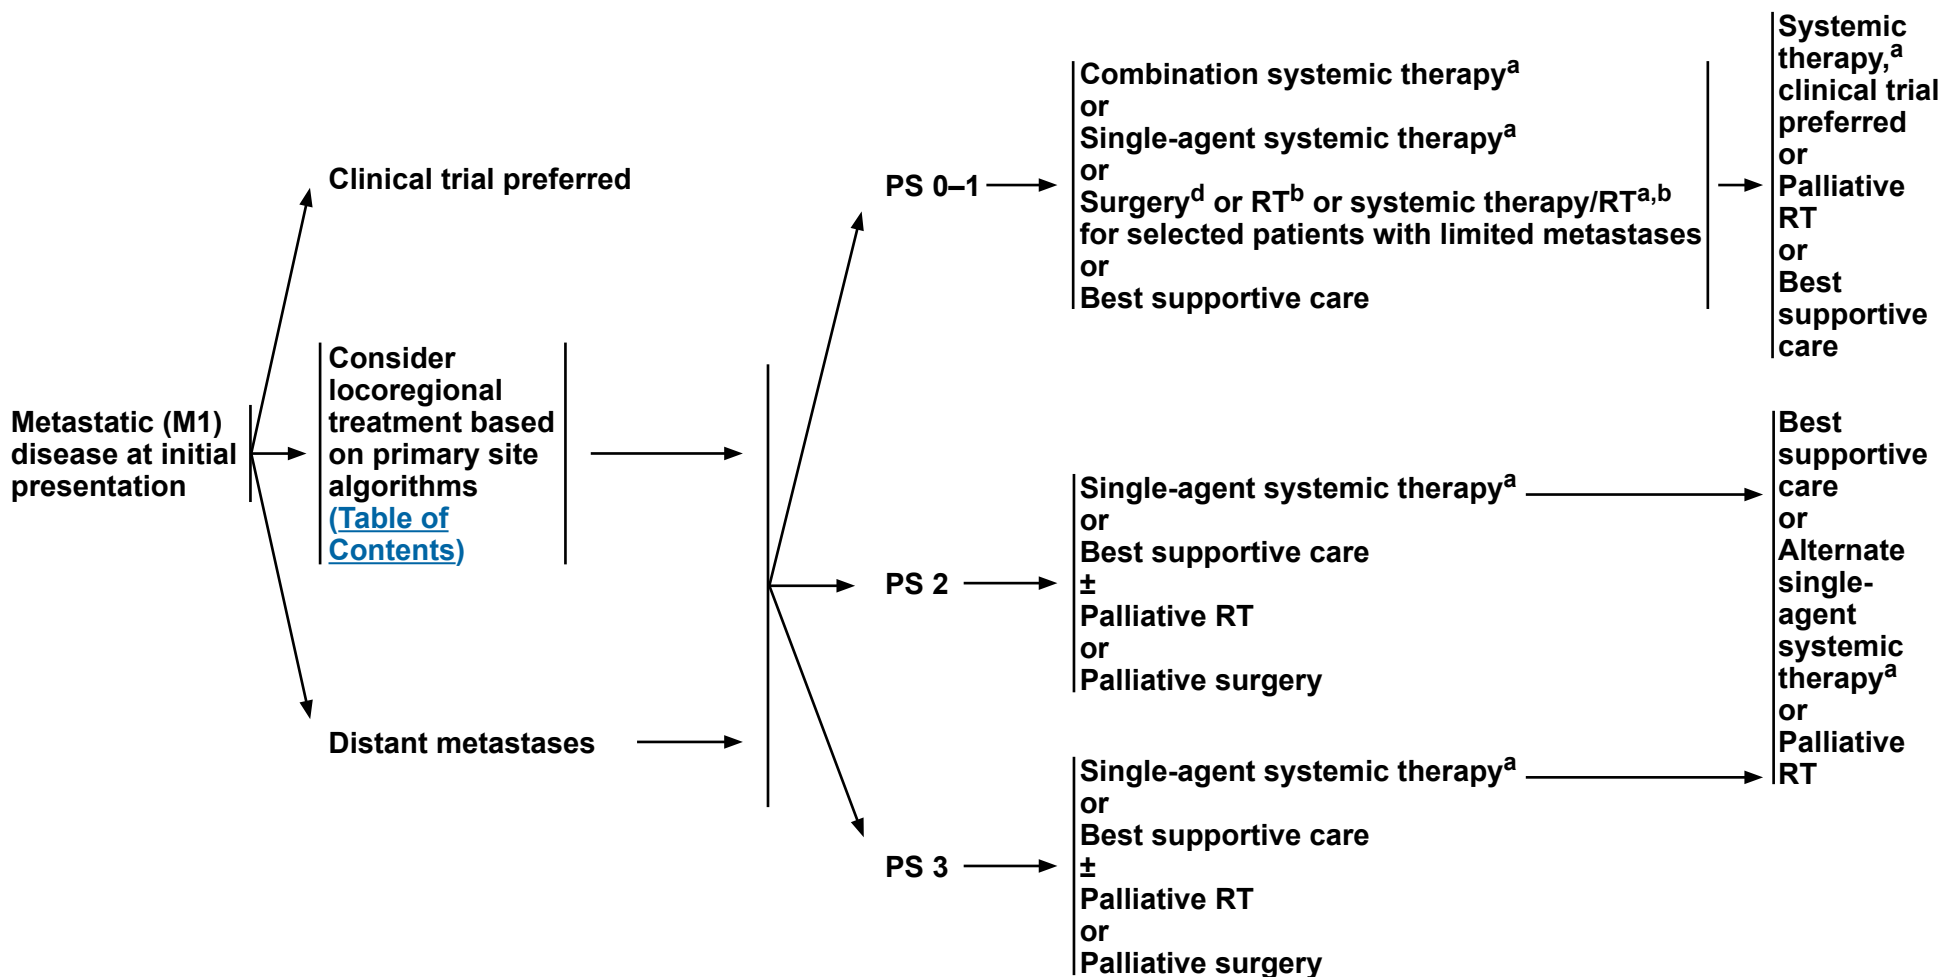 Metastatic (M1)
disease at initial
presentation
Clinical trial preferred
Consider
locoregional
treatment based
on primary site
algorithms
(Table of
Contents)
Distant metastases
PS 0–1
Combination systemic therapyᵃ
or
Single-agent systemic therapyᵃ
or
Surgeryᵈ or RTᵇ or systemic therapy/RTᵃ,ᵇ
for selected patients with limited metastases
or
Best supportive care
Systemic
therapy,ᵃ
clinical trial
preferred
or
Palliative
RT
or
Best
supportive
care
PS 2
Single-agent systemic therapyᵃ
or
Best supportive care
±
Palliative RT
or
Palliative surgery
PS 3
Single-agent systemic therapyᵃ
or
Best supportive care
±
Palliative RT
or
Palliative surgery
Best
supportive
care
or
Alternate
single-
agent
systemic
therapyᵃ
or
Palliative
RT